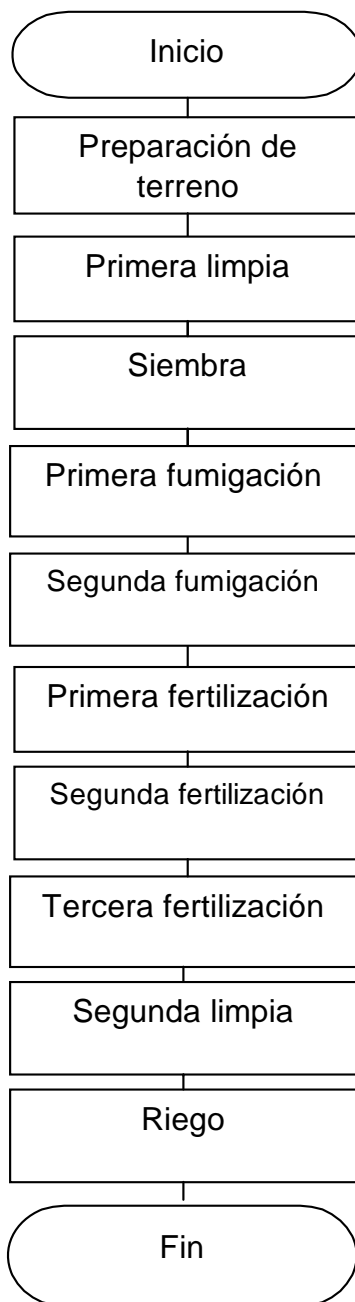 Inicio
Preparación de
terreno
Primera limpia
Siembra
Primera fumigación
Segunda fumigación
Primera fertilización
Segunda fertilización
Tercera fertilización
Segunda limpia
Riego
Fin